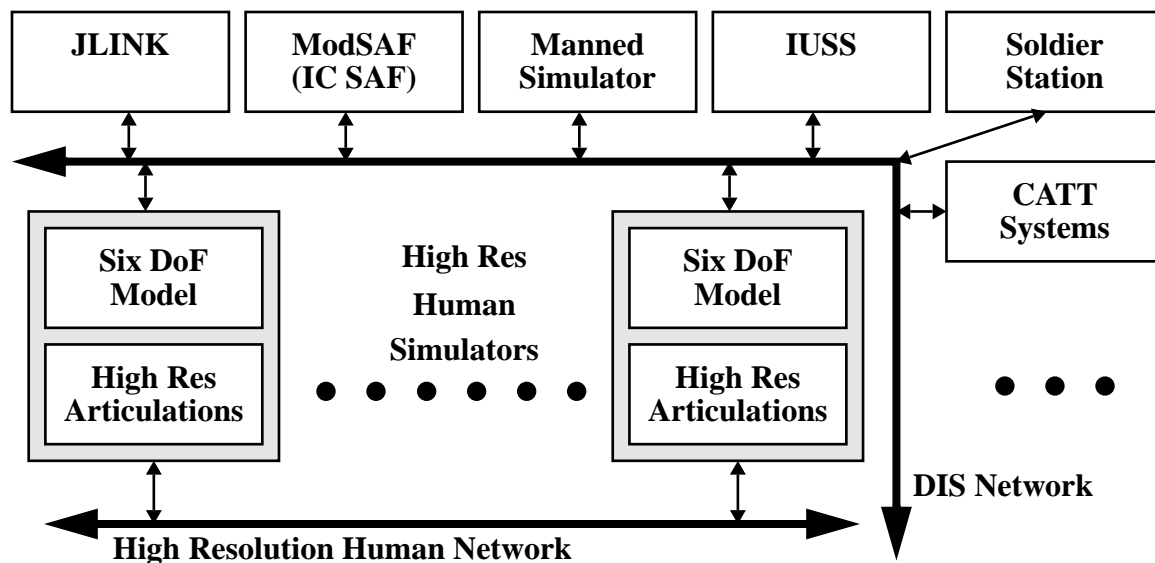 JLINK
ModSAF
(IC SAF)
Manned
Simulator
IUSS
Soldier
Station
CATT
Systems
Six DoF
Model
High Res
Articulations
High Res
Human
Simulators
Six DoF
Model
High Res
Articulations
DIS Network
High Resolution Human Network